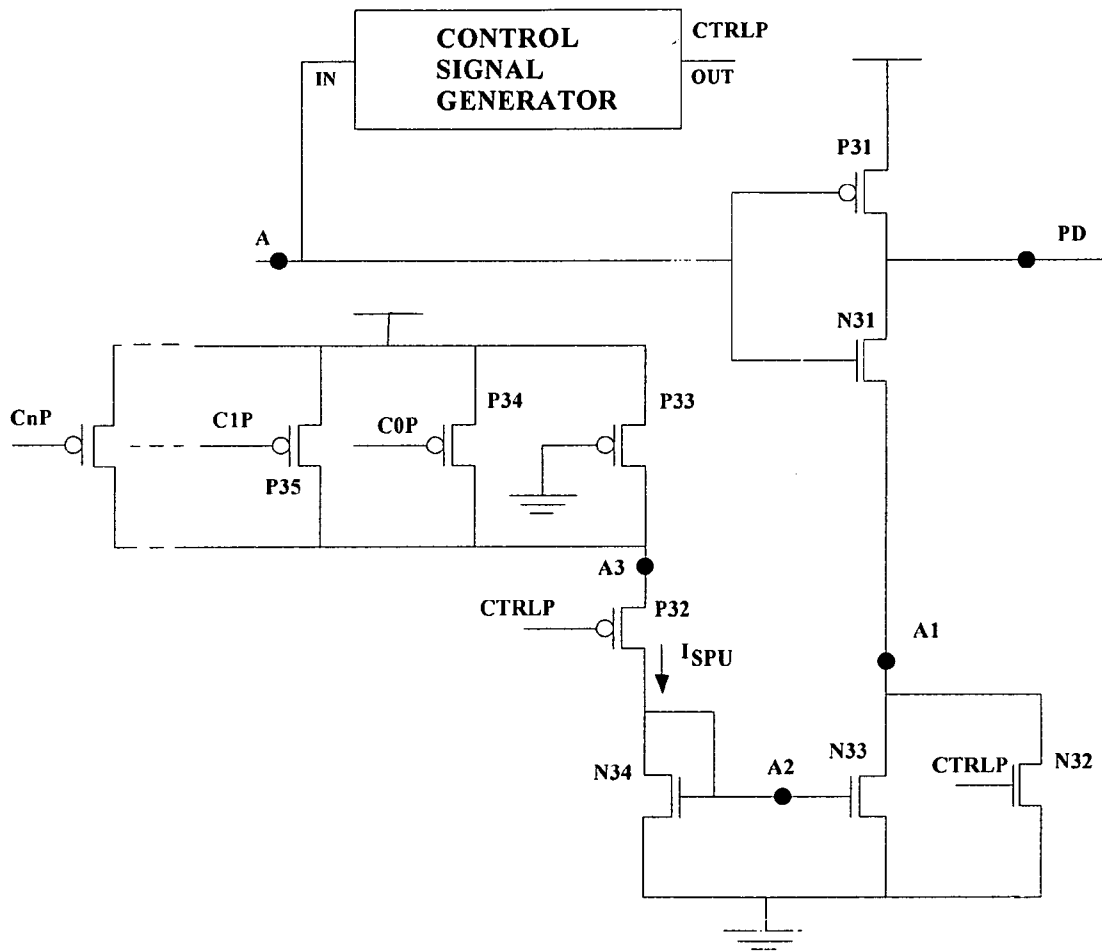 CONTROL
SIGNAL
GENERATOR
IN
CTRLP
OUT
P31
A
PD
N31
CnP
C1P
P35
C0P
P34
P33
A3
CTRLP
P32
ISPU
A1
N34
A2
N33
CTRLP
N32